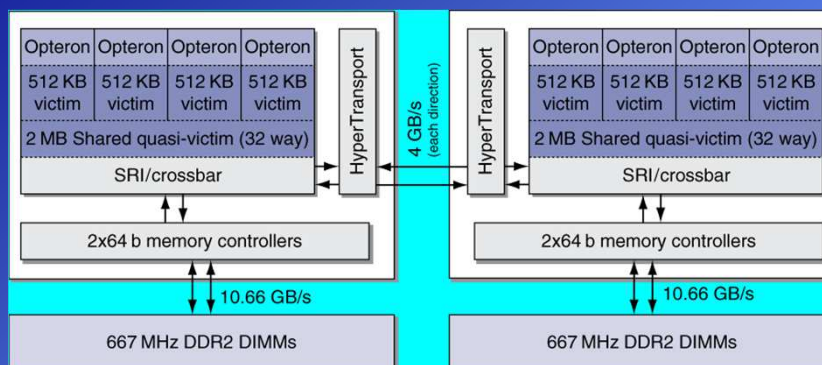 Opteron Opteron Opteron Opteron
512 KB 512 KB 512 KB 512 KB
victim victim victim victim
2 MB Shared quasi-victim (32 way)
SRI/crossbar
2x64 b memory controllers
10.66 GB/s
667 MHz DDR2 DIMMs
HyperTransport
4 GB/s
(each direction)
HyperTransport
Opteron Opteron Opteron Opteron
512 KB 512 KB 512 KB 512 KB
victim victim victim victim
2 MB Shared quasi-victim (32 way)
SRI/crossbar
2x64 b memory controllers
10.66 GB/s
667 MHz DDR2 DIMMs